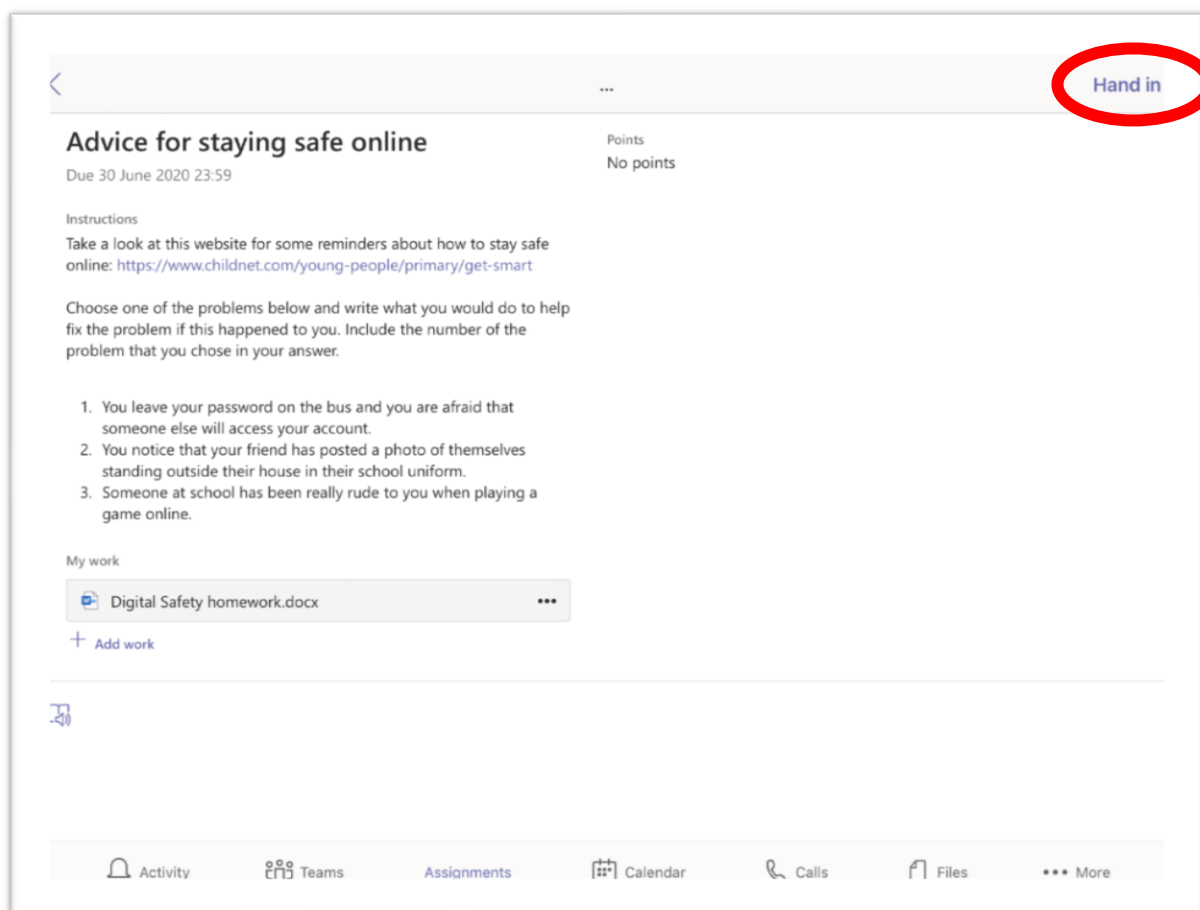 ...
Hand in
Advice for staying safe online
Due 30 June 2020 23:59
Points
No points
Instructions
Take a look at this website for some reminders about how to stay safe
online: https://www.childnet.com/young-people/primary/get-smart
Choose one of the problems below and write what you would do to help
fix the problem if this happened to you. Include the number of the
problem that you chose in your answer.
1. You leave your password on the bus and you are afraid that
someone else will access your account.
2. You notice that your friend has posted a photo of themselves
standing outside their house in their school uniform.
3. Someone at school has been really rude to you when playing a
game online.
My work
Digital Safety homework.docx
+ Add work
Activity
Teams
Assignments
Calendar
Calls
Files
More